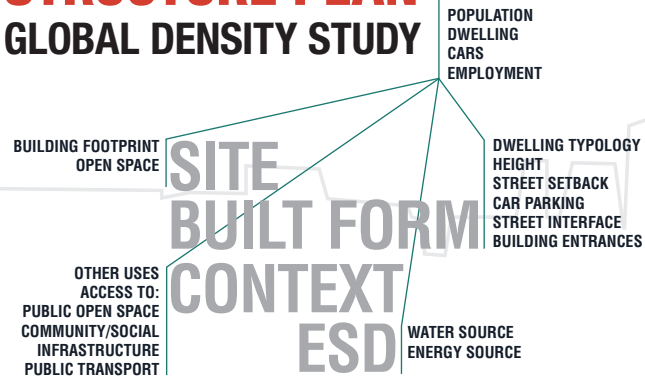 STRUCTURE PLAN
GLOBAL DENSITY STUDY
POPULATION
DWELLING
CARS
EMPLOYMENT
BUILDING FOOTPRINT
OPEN SPACE
SITE
BUILT FORM
CONTEXT
ESD
DWELLING TYPOLOGY
HEIGHT
STREET SETBACK
CAR PARKING
STREET INTERFACE
BUILDING ENTRANCES
OTHER USES
ACCESS TO:
PUBLIC OPEN SPACE
COMMUNITY/SOCIAL
INFRASTRUCTURE
PUBLIC TRANSPORT
WATER SOURCE
ENERGY SOURCE